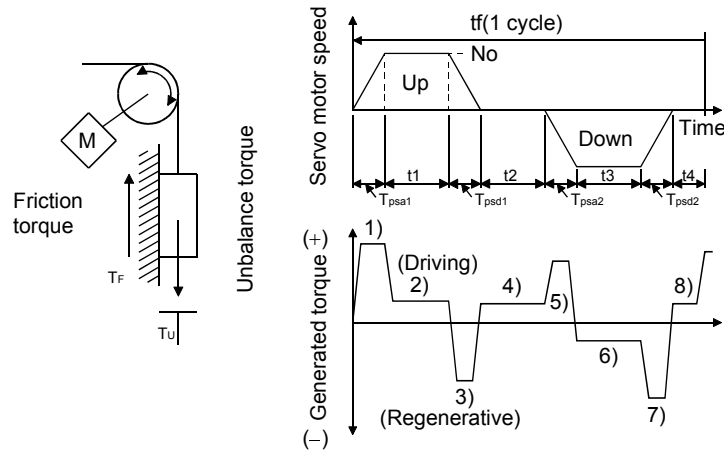 M
Friction
torque
TF
TU
Unbalance torque
Servo motor speed
tf(1 cycle)
No
Up
Down
Time
t1 t2 t3 t4
Tpsa1 Tpsd1 Tpsa2 Tpsd2
Generated torque
(+)
(Driving)
1)
2)
3)
4)
5)
6)
7)
8)
(Regenerative)
(−)